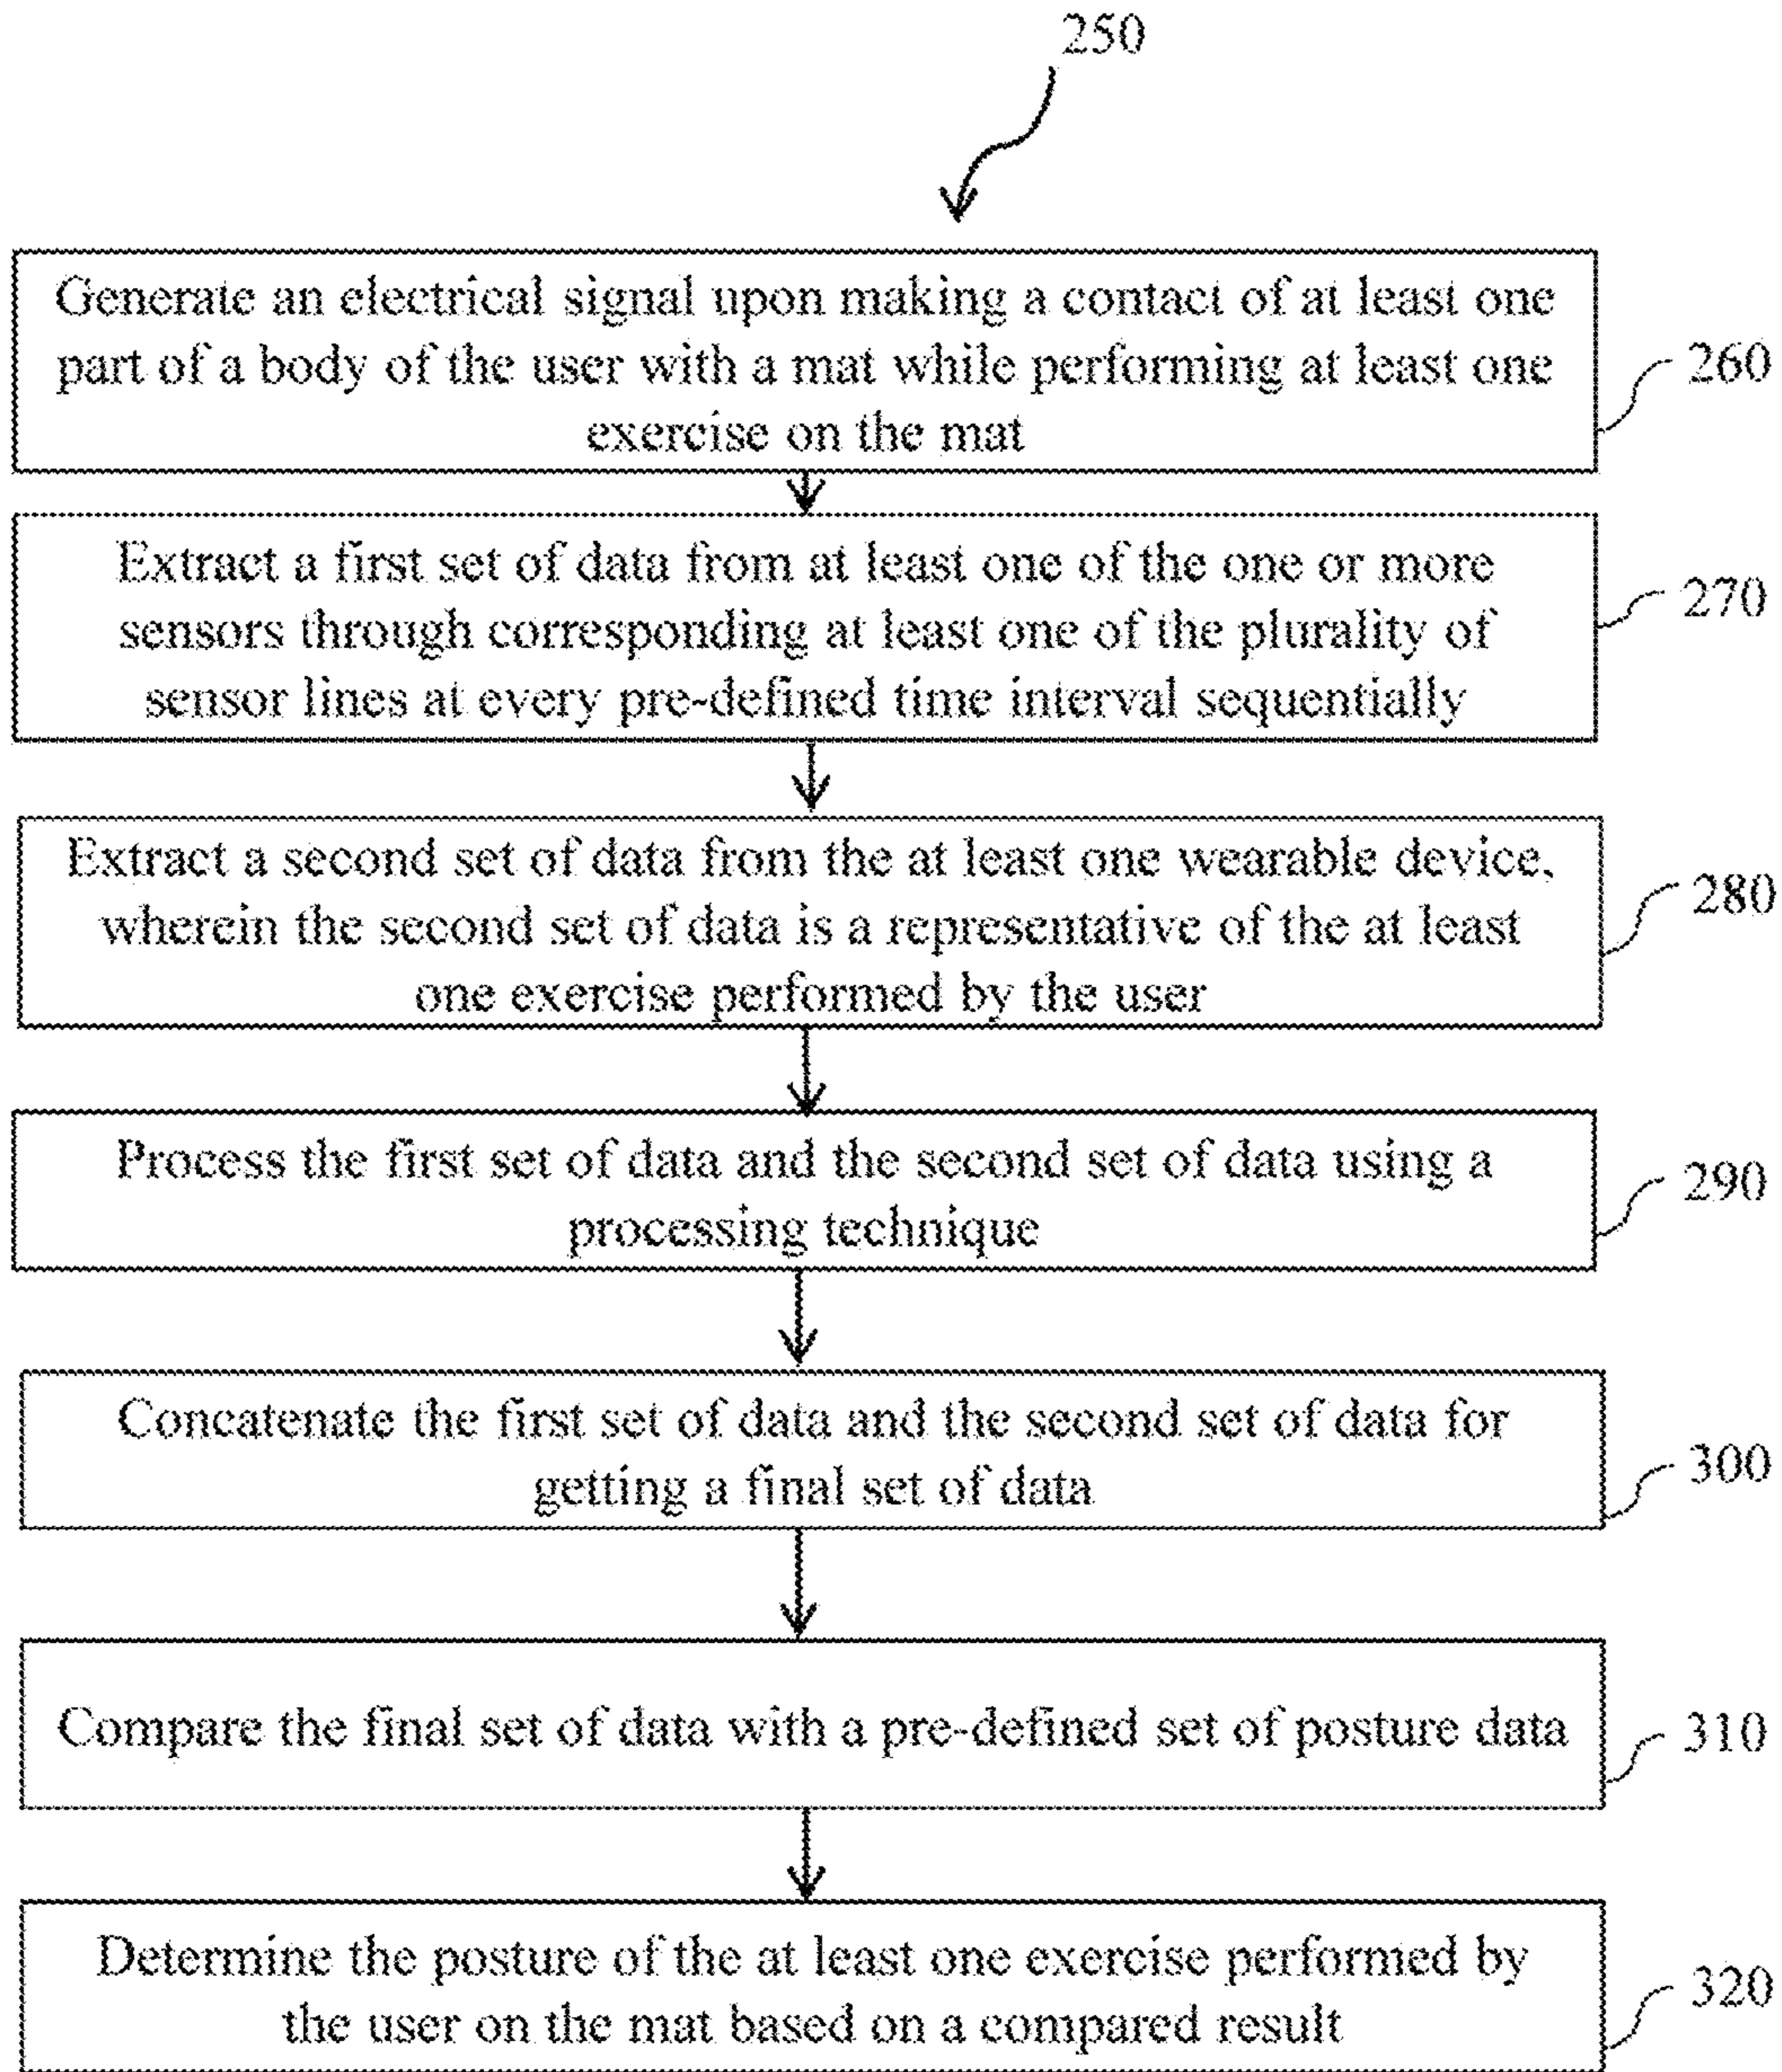 250
Generate an electrical signal upon making a contact of at least one
part of a body of the user with a mat while performing at least one
exercise on the mat
260
Extract a first set of data from at least one of the one or more
sensors through corresponding at least one of the plurality of
sensor lines at every pre-defined time interval sequentially
270
Extract a second set of data from the at least one wearable device,
wherein the second set of data is a representative of the at least
one exercise performed by the user
280
Process the first set of data and the second set of data using a
processing technique
290
Concatenate the first set of data and the second set of data for
getting a final set of data
300
Compare the final set of data with a pre-defined set of posture data
310
Determine the posture of the at least one exercise performed by
the user on the mat based on a compared result
320